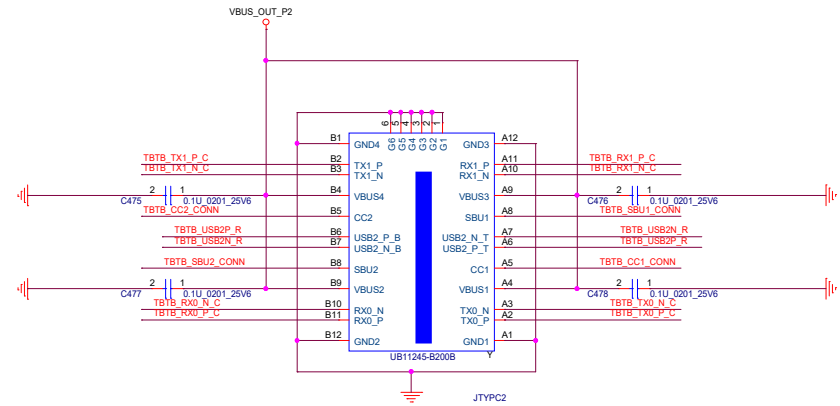 VBUS_OUT_P2
6 5 4 3 2 1
G6 G5 G4 G3 G2 G1
B1 GND4 GND3 A12
TBTB_TX1_P_C B2 TX1_P RX1_P A11 TBTB_RX1_P_C
TBTB_TX1_N_C B3 TX1_N RX1_N A10 TBTB_RX1_N_C
2 1 B4 VBUS4 VBUS3 A9 2 1
C475 0.1U_0201_25V6 C476 0.1U_0201_25V6
TBTB_CC2_CONN B5 CC2 SBU1 A8 TBTB_SBU1_CONN
TBTB_USB2P_R B6 USB2_P_B USB2_N_T A7 TBTB_USB2N_R
TBTB_USB2N_R B7 USB2_N_B USB2_P_T A6 TBTB_USB2P_R
TBTB_SBU2_CONN B8 SBU2 CC1 A5 TBTB_CC1_CONN
2 1 B9 VBUS2 VBUS1 A4 2 1
C477 0.1U_0201_25V6 C478 0.1U_0201_25V6
TBTB_RX0_N_C B10 RX0_N TX0_N A3 TBTB_TX0_N_C
TBTB_RX0_P_C B11 RX0_P TX0_P A2 TBTB_TX0_P_C
B12 GND2 GND1 A1
UB11245-B200B Y
JTYPC2